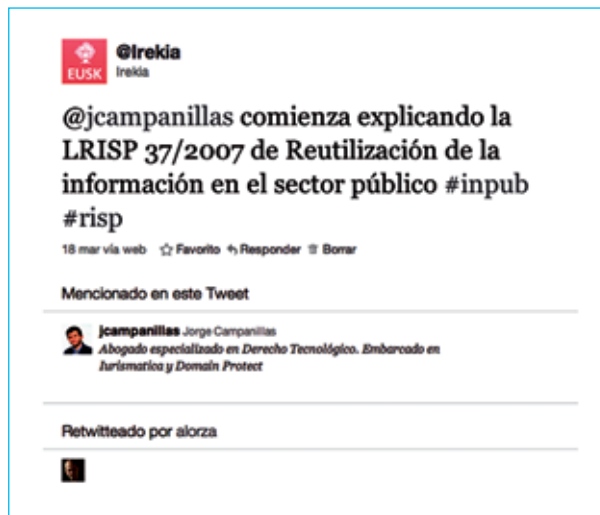 @Irekia
EUSK Irekia
@jcampanillas comienza explicando la
LRISP 37/2007 de Reutilización de la
información en el sector público #inpub
#risp
18 mar vía web Favorito Responder Borrar
Mencionado en este Tweet
jcampanillas Jorge Campanillas
Abogado especializado en Derecho Tecnológico. Embarcado en
Iurismatica y Domain Protect
Retwitteado por alorza